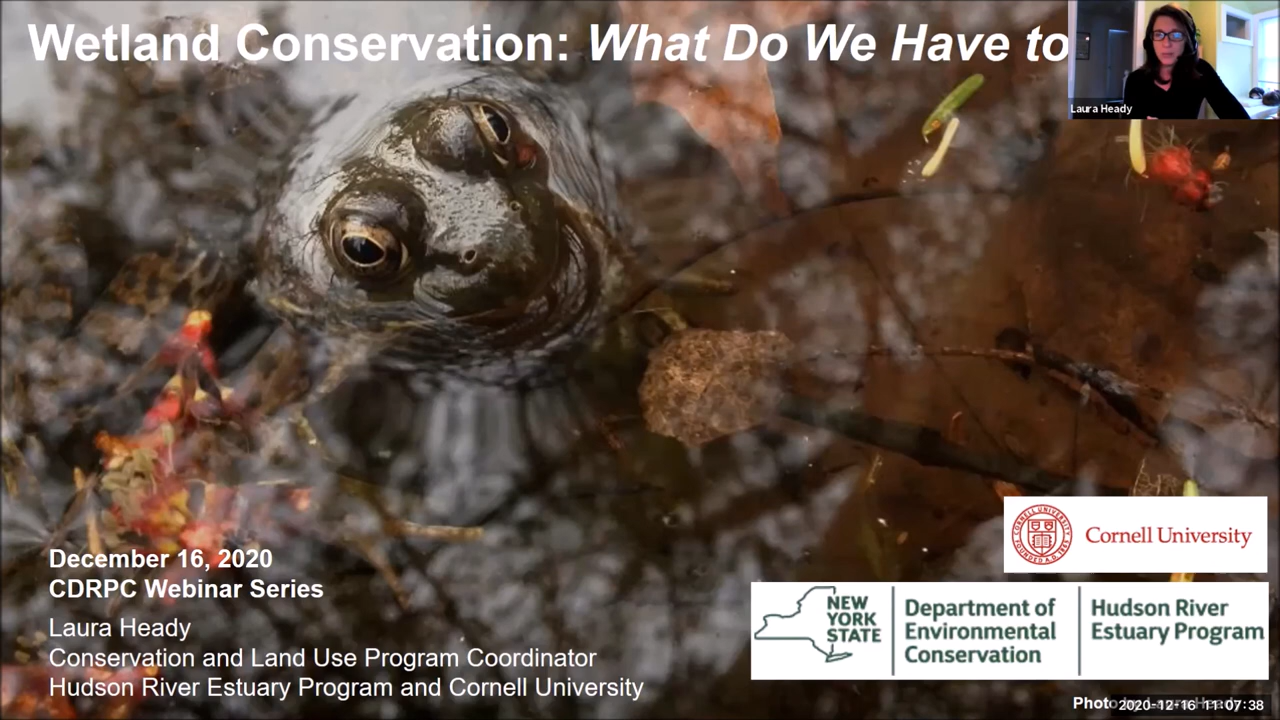 Wetland Conservation: What Do We Have to
Laura Heady
December 16, 2020
CDRPC Webinar Series
Laura Heady
Conservation and Land Use Program Coordinator
Hudson River Estuary Program and Cornell University
Cornell University
NEW
YORK
STATE
Department of
Environmental
Conservation
Hudson River
Estuary Program
Photo
2020-12-16 11:07:38